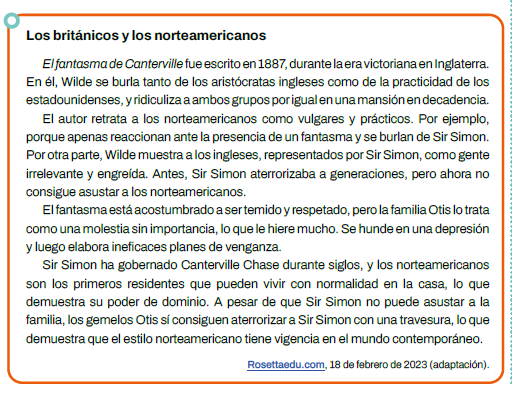 Los británicos y los norteamericanos
El fantasma de Canterville fue escrito en 1887, durante la era victoriana en Inglaterra.
En él, Wilde se burla tanto de los aristócratas ingleses como de la practicidad de los
estadounidenses, y ridiculiza a ambos grupos por igual en una mansión en decadencia.
El autor retrata a los norteamericanos como vulgares y prácticos. Por ejemplo,
porque apenas reaccionan ante la presencia de un fantasma y se burlan de Sir Simon.
Por otra parte, Wilde muestra a los ingleses, representados por Sir Simon, como gente
irrelevante y engreída. Antes, Sir Simon aterrorizaba a generaciones, pero ahora no
consigue asustar a los norteamericanos.
El fantasma está acostumbrado a ser temido y respetado, pero la familia Otis lo trata
como una molestia sin importancia, lo que le hiere mucho. Se hunde en una depresión
y luego elabora ineficaces planes de venganza.
Sir Simon ha gobernado Canterville Chase durante siglos, y los norteamericanos
son los primeros residentes que pueden vivir con normalidad en la casa, lo que
demuestra su poder de dominio. A pesar de que Sir Simon no puede asustar a la
familia, los gemelos Otis sí consiguen aterrorizar a Sir Simon con una travesura, lo que
demuestra que el estilo norteamericano tiene vigencia en el mundo contemporáneo.
Rosettaedu.com, 18 de febrero de 2023 (adaptación).